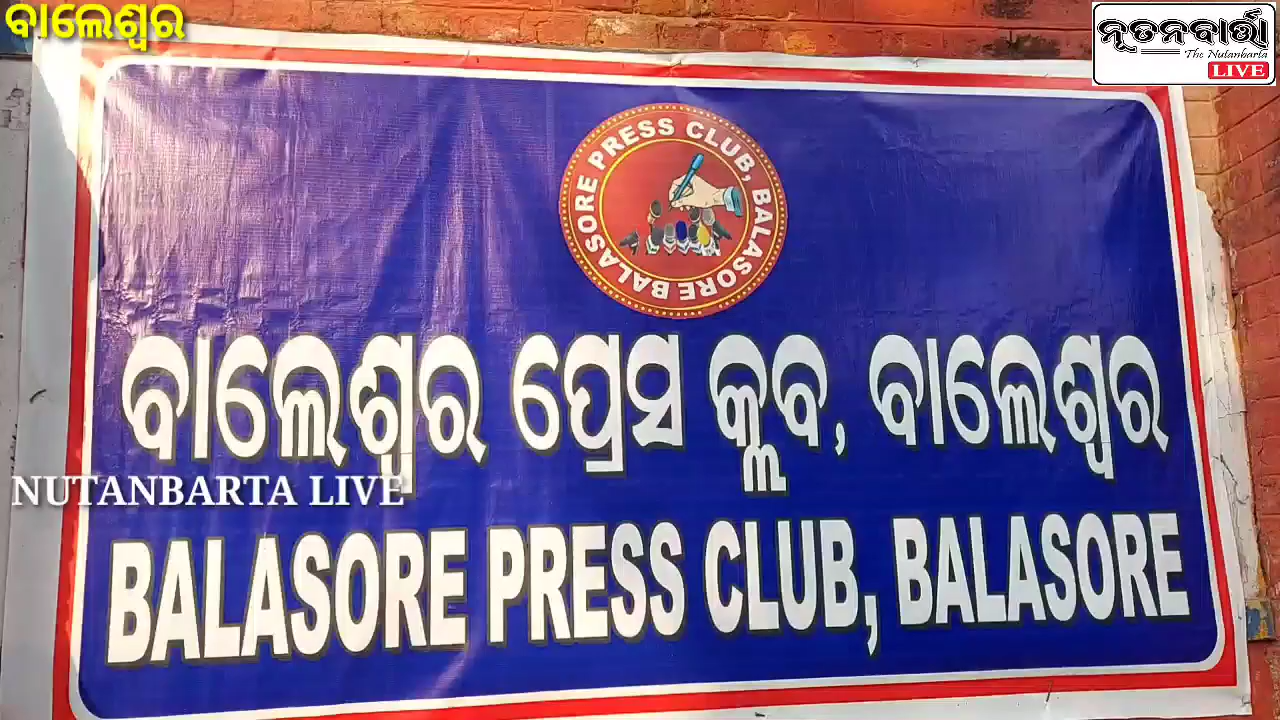 ବାଲେଶ୍ୱର
ନୂତନବାର୍ତ୍ତା
The Nutanbarta
LIVE
BALASORE PRESS CLUB, BALASORE
ବାଲେଶ୍ୱର ପ୍ରେସ କ୍ଲବ, ବାଲେଶ୍ୱର
NUTANBARTA LIVE
BALASORE PRESS CLUB, BALASORE